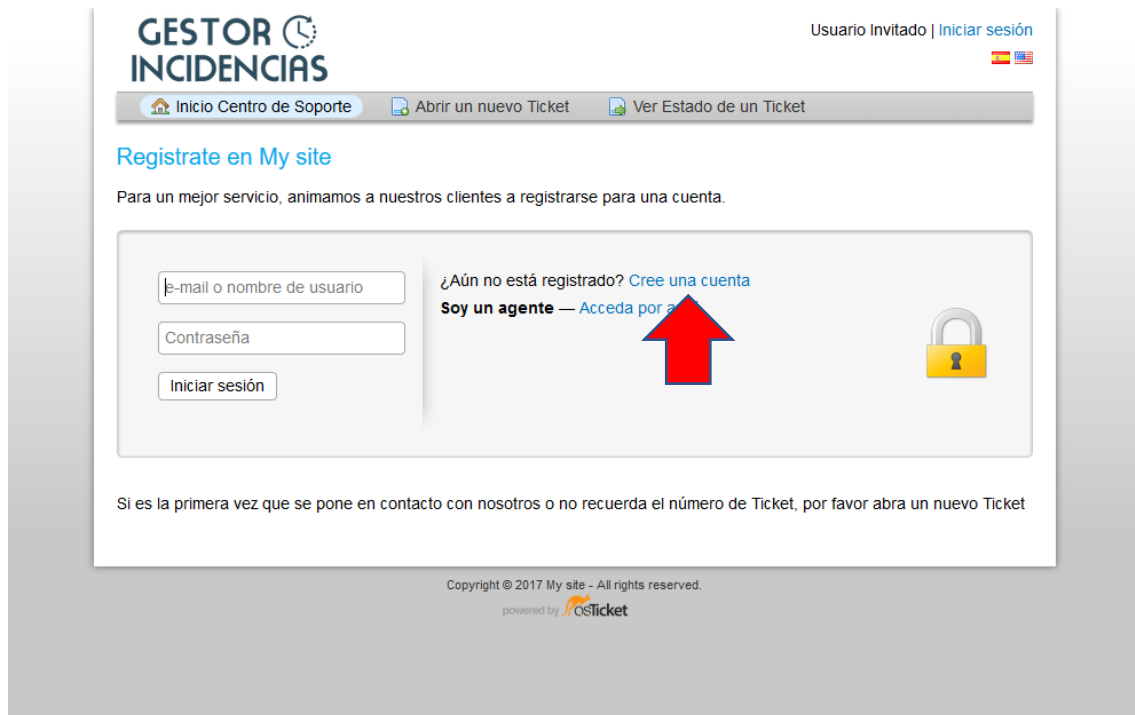 GESTOR
INCIDENCIAS
Usuario Invitado | Iniciar sesión
Inicio Centro de Soporte
Abrir un nuevo Ticket
Ver Estado de un Ticket
Registrate en My site
Para un mejor servicio, animamos a nuestros clientes a registrarse para una cuenta.
e-mail o nombre de usuario
Contraseña
Iniciar sesión
¿Aún no está registrado? Cree una cuenta
Soy un agente — Acceda por
Si es la primera vez que se pone en contacto con nosotros o no recuerda el número de Ticket, por favor abra un nuevo Ticket
Copyright © 2017 My site - All rights reserved.
powered by osTicket